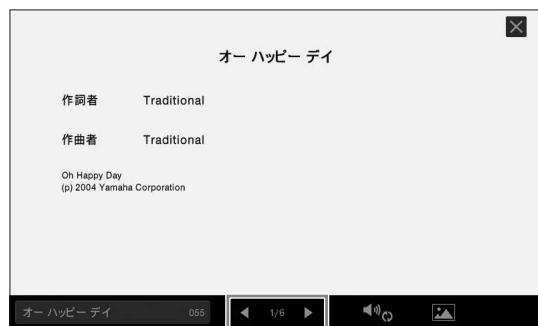 オー ハッピー デイ
作詞者 Traditional
作曲者 Traditional
Oh Happy Day
(p) 2004 Yamaha Corporation
オー ハッピー デイ 055 1/6